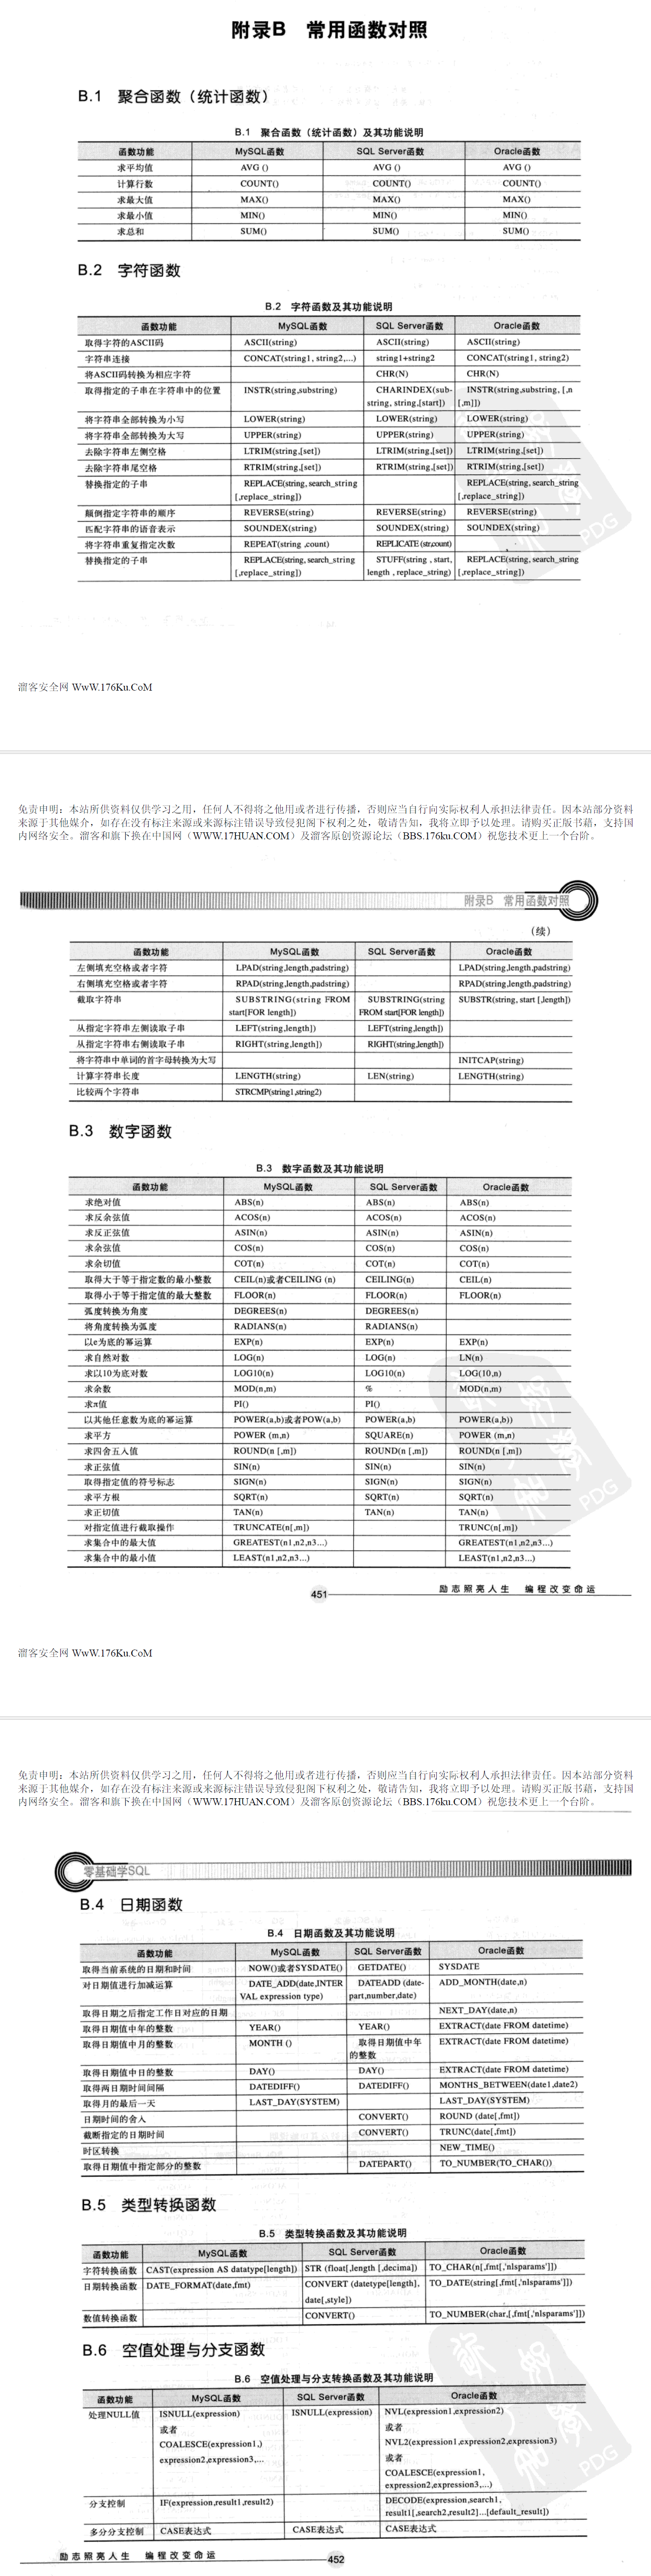 附录B 常用函数对照
B.1 聚合函数（统计函数）
B.1 聚合函数（统计函数）及其功能说明
函数功能 MySQL函数 SQL Server函数 Oracle函数
求平均值 AVG () AVG () AVG ()
计算行数 COUNT() COUNT() COUNT()
求最大值 MAX() MAX() MAX()
求最小值 MIN() MIN() MIN()
求总和 SUM() SUM() SUM()
B.2 字符函数
B.2 字符函数及其功能说明
函数功能 MySQL函数 SQL Server函数 Oracle函数
取得字符的ASCII码 ASCII(string) ASCII(string) ASCII(string)
字符串连接 CONCAT(string1, string2,...) string1+string2 CONCAT(string1, string2)
将ASCII码转换为相应字符 CHR(N) CHR(N)
取得指定的子串在字符串中的位置 INSTR(string,substring) CHARINDEX(sub- INSTR(string,substring, [,n
string, string,[start]) [,m]])
将字符串全部转换为小写 LOWER(string) LOWER(string) LOWER(string)
将字符串全部转换为大写 UPPER(string) UPPER(string) UPPER(string)
去除字符串左侧空格 LTRIM(string,[set]) LTRIM(string,[set]) LTRIM(string,[set])
去除字符串尾空格 RTRIM(string,[set]) RTRIM(string,[set]) RTRIM(string,[set])
替换指定的子串 REPLACE(string, search_string REPLACE(string, search_string
[,replace_string]) [,replace_string])
颠倒指定字符串的顺序 REVERSE(string) REVERSE(string) REVERSE(string)
匹配字符串的语音表示 SOUNDEX(string) SOUNDEX(string) SOUNDEX(string)
将字符串重复指定次数 REPEAT(string ,count) REPLICATE (str,count)
替换指定的子串 REPLACE(string, search_string STUFF(string , start, REPLACE(string, search_string
[,replace_string]) length , replace_string) [,replace_string])
PDG
溜客安全网 WwW.176Ku.CoM
免责申明：本站所供资料仅供学习之用，任何人不得将之他用或者进行传播，否则应当自行向实际权利人承担法律责任。因本站部分资料
来源于其他媒介，如存在没有标注来源或来源标注错误导致侵犯阁下权利之处，敬请告知，我将立即予以处理。请购买正版书籍，支持国
内网络安全。溜客和旗下换在中国网（WWW.17HUAN.COM）及溜客原创资源论坛（BBS.176ku.COM）祝您技术更上一个台阶。
附录B 常用函数对照
（续）
函数功能 MySQL函数 SQL Server函数 Oracle函数
左侧填充空格或者字符 LPAD(string,length,padstring) LPAD(string,length,padstring)
右侧填充空格或者字符 RPAD(string,length,padstring) RPAD(string,length,padstring)
截取字符串 SUBSTRING(string FROM SUBSTRING(string SUBSTR(string, start [,length])
start[FOR length]) FROM start[FOR length])
从指定字符串左侧读取子串 LEFT(string,length]) LEFT(string,length])
从指定字符串右侧读取子串 RIGHT(string,length]) RIGHT(string,length])
将字符串中单词的首字母转换为大写 INITCAP(string)
计算字符串长度 LENGTH(string) LEN(string) LENGTH(string)
比较两个字符串 STRCMP(string1,string2)
B.3 数字函数
B.3 数字函数及其功能说明
函数功能 MySQL函数 SQL Server函数 Oracle函数
求绝对值 ABS(n) ABS(n) ABS(n)
求反余弦值 ACOS(n) ACOS(n) ACOS(n)
求反正弦值 ASIN(n) ASIN(n) ASIN(n)
求余弦值 COS(n) COS(n) COS(n)
求余切值 COT(n) COT(n) COT(n)
取得大于等于指定数的最小整数 CEIL(n)或者CEILING (n) CEILING(n) CEIL(n)
取得小于等于指定值的最大整数 FLOOR(n) FLOOR(n) FLOOR(n)
弧度转换为角度 DEGREES(n) DEGREES(n)
将角度转换为弧度 RADIANS(n) RADIANS(n)
以e为底的幂运算 EXP(n) EXP(n) EXP(n)
求自然对数 LOG(n) LOG(n) LN(n)
求以10为底对数 LOG10(n) LOG10(n) LOG(10,n)
求余数 MOD(n,m) % MOD(n,m)
求π值 PI() PI()
以其他任意数为底的幂运算 POWER(a,b)或者POW(a,b) POWER(a,b) POWER(a,b))
求平方 POWER (m,n) SQUARE(n) POWER (m,n)
求四舍五入值 ROUND(n [,m]) ROUND(n [,m]) ROUND(n [,m])
求正弦值 SIN(n) SIN(n) SIN(n)
取得指定值的符号标志 SIGN(n) SIGN(n) SIGN(n)
求平方根 SQRT(n) SQRT(n) SQRT(n)
求正切值 TAN(n) TAN(n) TAN(n)
对指定值进行截取操作 TRUNCATE(n[,m]) TRUNC(n[,m])
求集合中的最大值 GREATEST(n1,n2,n3...) GREATEST(n1,n2,n3...)
求集合中的最小值 LEAST(n1,n2,n3...) LEAST(n1,n2,n3...)
PDG
451 励志照亮人生 编程改变命运
溜客安全网 WwW.176Ku.CoM
免责申明：本站所供资料仅供学习之用，任何人不得将之他用或者进行传播，否则应当自行向实际权利人承担法律责任。因本站部分资料
来源于其他媒介，如存在没有标注来源或来源标注错误导致侵犯阁下权利之处，敬请告知，我将立即予以处理。请购买正版书籍，支持国
内网络安全。溜客和旗下换在中国网（WWW.17HUAN.COM）及溜客原创资源论坛（BBS.176ku.COM）祝您技术更上一个台阶。
零基础学SQL
B.4 日期函数
B.4 日期函数及其功能说明
函数功能 MySQL函数 SQL Server函数 Oracle函数
取得当前系统的日期和时间 NOW()或者SYSDATE() GETDATE() SYSDATE
对日期值进行加减运算 DATE_ADD(date,INTER DATEADD (date- ADD_MONTH(date,n)
VAL expression type) part,number,date)
取得日期之后指定工作日对应的日期 NEXT_DAY(date,n)
取得日期值中年的整数 YEAR() YEAR() EXTRACT(date FROM datetime)
取得日期值中月的整数 MONTH () 取得日期值中年 EXTRACT(date FROM datetime)
的整数
取得日期值中日的整数 DAY() DAY() EXTRACT(date FROM datetime)
取得两日期时间间隔 DATEDIFF() DATEDIFF() MONTHS_BETWEEN(date1,date2)
取得月的最后一天 LAST_DAY(SYSTEM) LAST_DAY(SYSTEM)
日期时间的舍入 CONVERT() ROUND (date[,fmt])
截断指定的日期时间 CONVERT() TRUNC(date[,fmt])
时区转换 NEW_TIME()
取得日期值中指定部分的整数 DATEPART() TO_NUMBER(TO_CHAR())
B.5 类型转换函数
B.5 类型转换函数及其功能说明
函数功能 MySQL函数 SQL Server函数 Oracle函数
字符转换函数 CAST(expression AS datatype[length]) STR (float[,length [,decima]) TO_CHAR(n[,fmt[,'nlsparams']])
日期转换函数 DATE_FORMAT(date,fmt) CONVERT (datetype[length], TO_DATE(string[,fmt[,'nlsparams']])
date[,style])
数值转换函数 CONVERT() TO_NUMBER(char,[,fmt[,'nlsparams']])
B.6 空值处理与分支函数
B.6 空值处理与分支转换函数及其功能说明
函数功能 MySQL函数 SQL Server函数 Oracle函数
处理NULL值 ISNULL(expression) ISNULL(expression) NVL(expression1,expression2)
或者 或者
COALESCE(expression1,) NVL2(expression1,expression2,expression3)
expression2,expression3,... 或者
COALESCE(expression1,
expression2,expression3,...)
分支控制 IF(expression,result1,result2) DECODE(expression,search1,
result1[,search2,result2]...[default_result])
多分分支控制 CASE表达式 CASE表达式 CASE表达式
PDG
励志照亮人生 编程改变命运 452